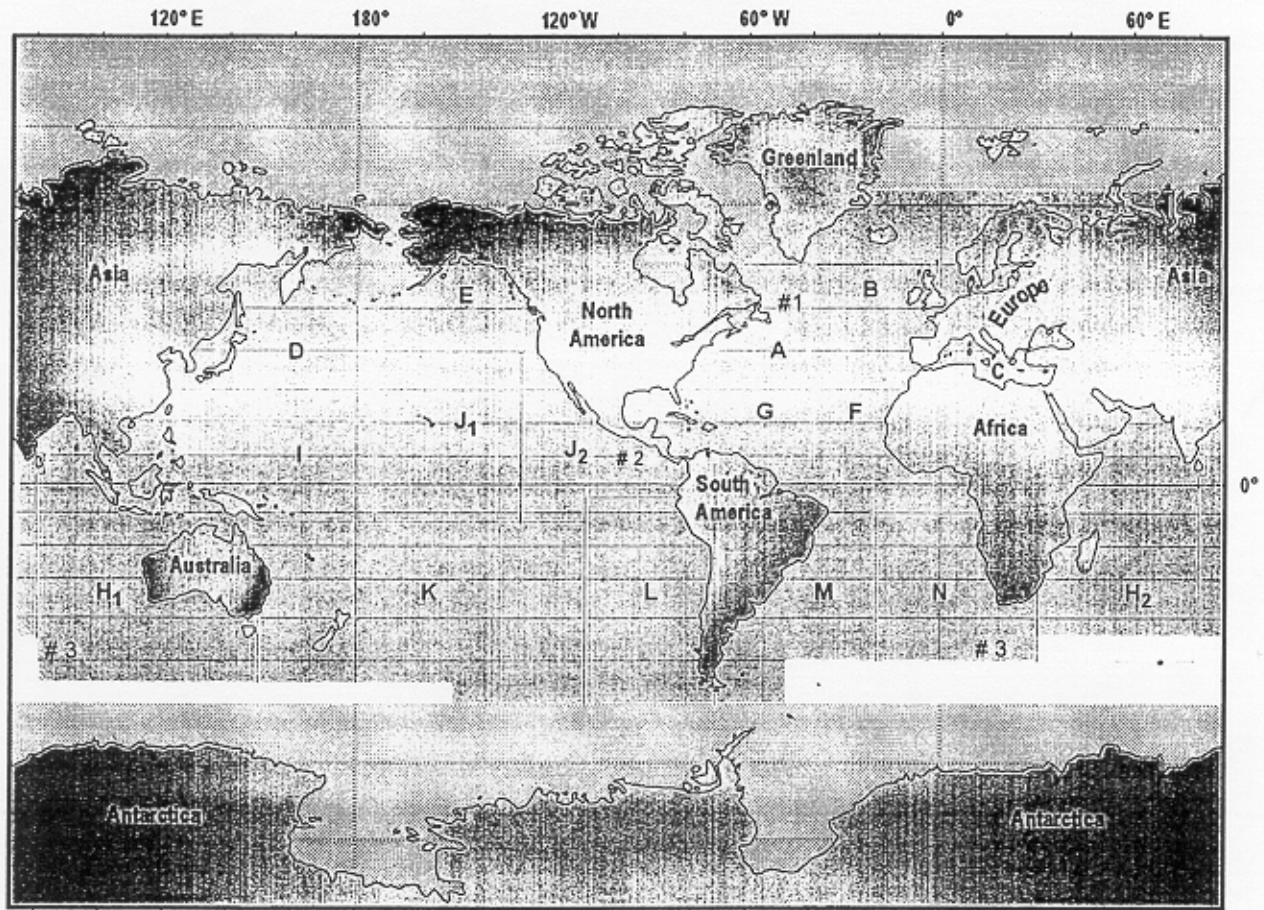 120° E 180° 120° W 60° W 0° 60° E
Greenland
Asia
Asia
E
B
North
America
#1
Europe
D
A
C
J1
G
F
Africa
I
J2
# 2
South
America
0°
Australia
H1
K
L
M
N
H2
# 3
# 3
Antarctica
Antarctica